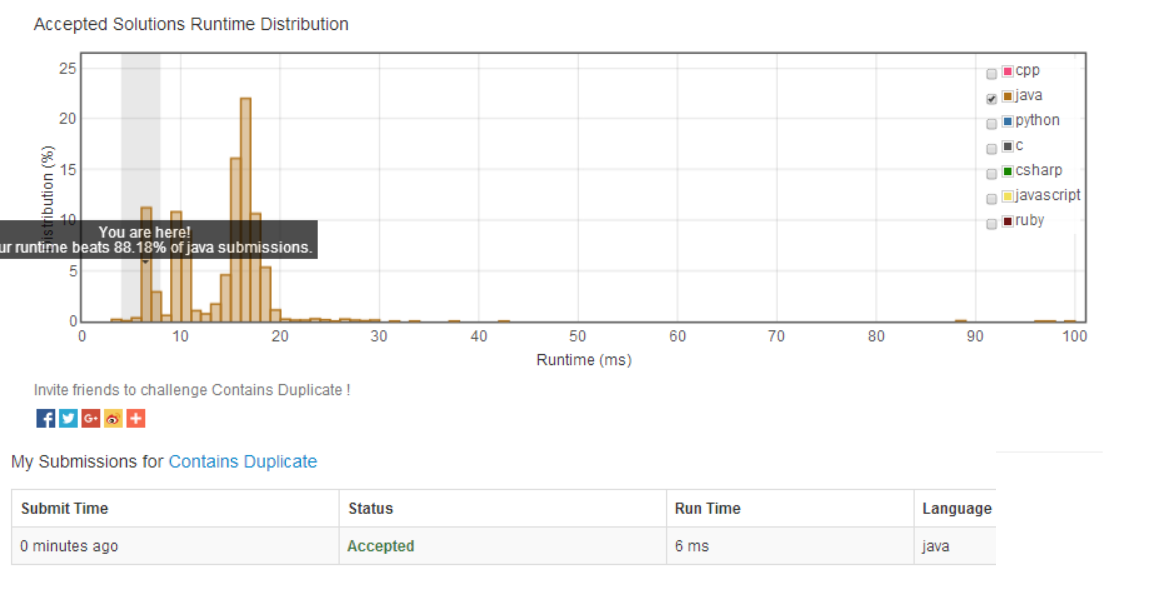 Accepted Solutions Runtime Distribution
25
20
15
10
5
0
Distribution (%)
cpp
java
python
c
csharp
javascript
ruby
You are here!
ur runtime beats 88.18% of java submissions.
0 10 20 30 40 50 60 70 80 90 100
Runtime (ms)
Invite friends to challenge Contains Duplicate !
f G+
My Submissions for Contains Duplicate
Submit Time Status Run Time Language
0 minutes ago Accepted 6 ms java